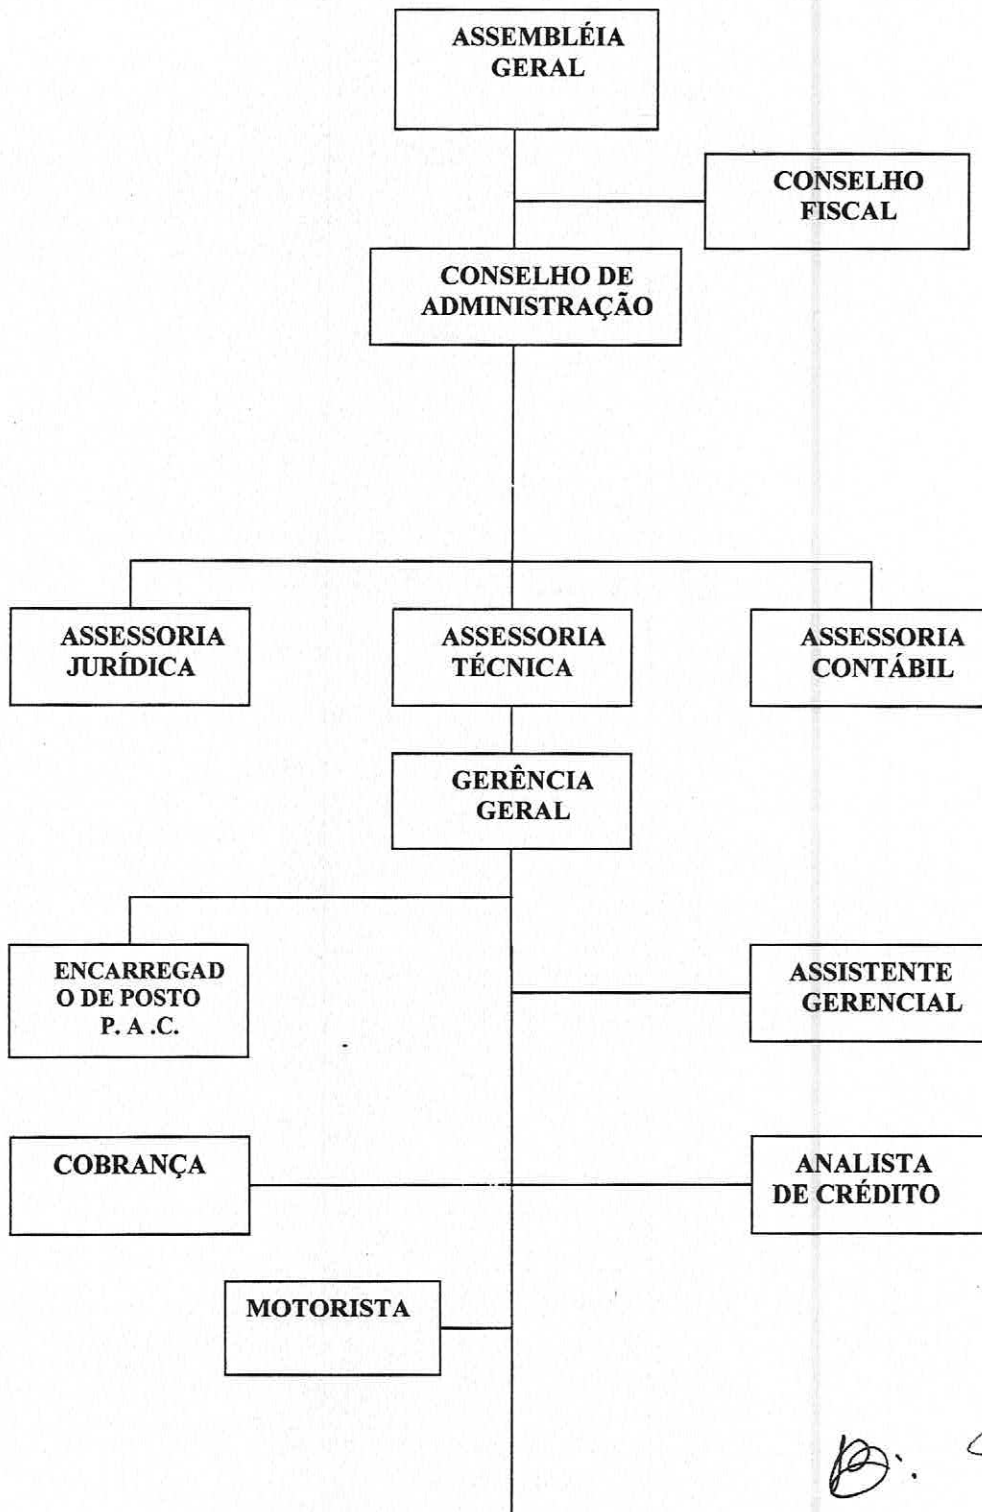 ASSEMBLÉIA
GERAL
CONSELHO
FISCAL
CONSELHO DE
ADMINISTRAÇÃO
ASSESSORIA
JURÍDICA
ASSESSORIA
TÉCNICA
ASSESSORIA
CONTÁBIL
GERÊNCIA
GERAL
ENCARREGAD
O DE POSTO
P. A .C.
ASSISTENTE
GERENCIAL
COBRANÇA
ANALISTA
DE CRÉDITO
MOTORISTA